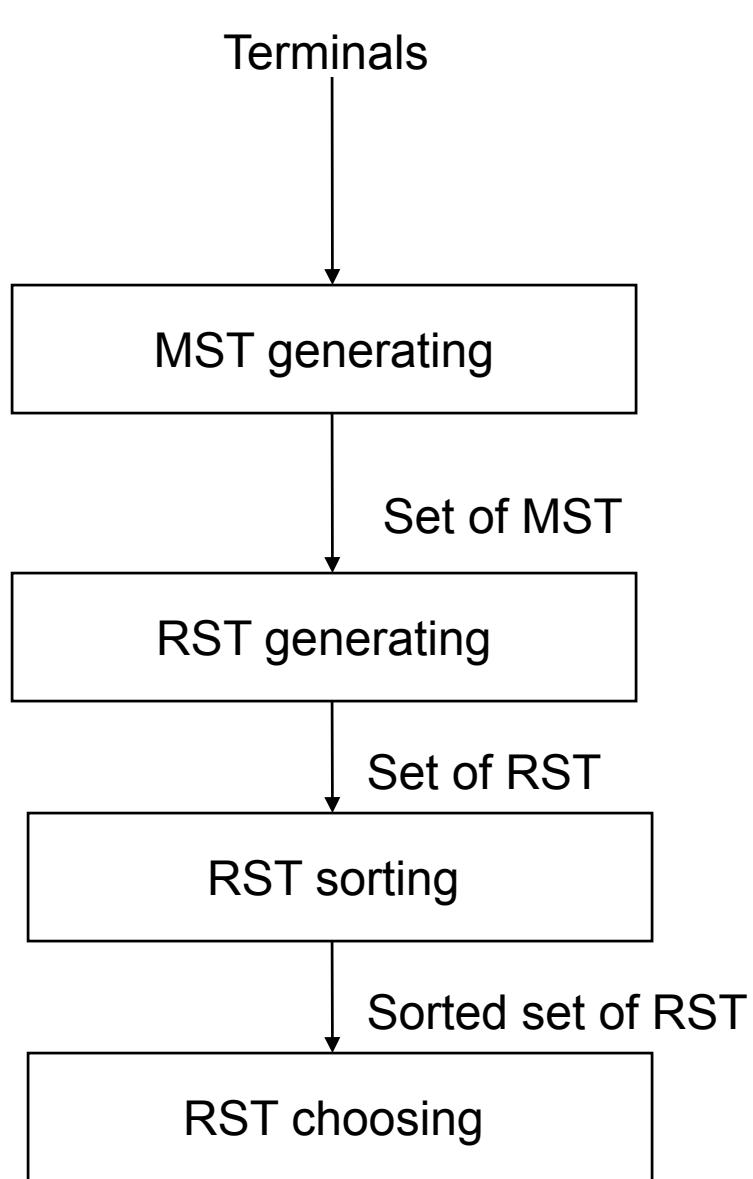 Terminals
MST generating
Set of MST
RST generating
Set of RST
RST sorting
Sorted set of RST
RST choosing